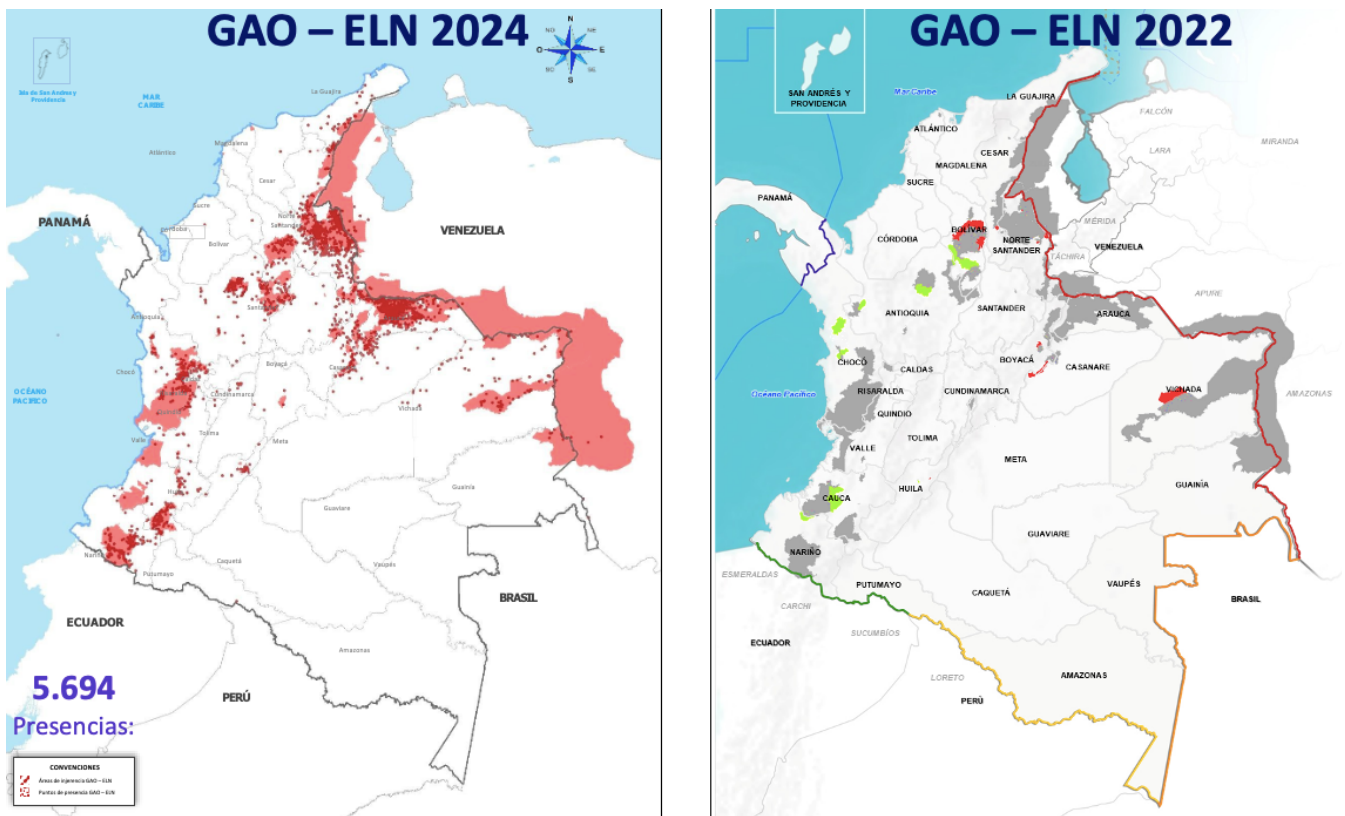 GAO – ELN 2024
N
NO
NE
O
E
SO
SE
S
Isla de San Andres y
Providencia
MAR
CARIBE
La Guajira
Atlántico
Magdalena
Cesar
PANAMÁ
Sucre
Norte
Santander
Córdoba
Bolívar
VENEZUELA
Antioquia
Boyacá
Chocó
OCÉANO
PACIFICO
Cundinamarca
Vichada
Quindío
Valle
Tolima
Meta
Huila
Guainía
Guaviare
Nariño
Caquetá
Vaupés
Putumayo
BRASIL
ECUADOR
Amazonas
PERÚ
5.694
Presencias:
CONVENCIONES
Áreas de injerencia GAO – ELN
Puntos de presencia GAO – ELN
GAO – ELN 2022
SAN ANDRÉS Y
PROVIDENCIA
Mar Caribe
LA GUAJIRA
FALCÓN
ATLÁNTICO
MIRANDA
CESAR
LARA
MAGDALENA
SUCRE
PANAMÁ
MÉRIDA
BOLÍVAR
CÓRDOBA
NORTE
SANTANDER
VENEZUELA
TÁCHIRA
APURE
SANTANDER
ANTIOQUIA
ARAUCA
BOYACÁ
CHOCÓ
CALDAS
CASANARE
Océano Pacífico
RISARALDA
CUNDINAMARCA
VICHADA
AMAZONAS
QUINDIO
TOLIMA
VALLE
META
HUILA
GUAINÍA
CAUCA
GUAVIARE
NARIÑO
ESMERALDAS
PUTUMAYO
CAQUETÁ
VAUPÉS
BRASIL
CARCHI
SUCUMBÍOS
ECUADOR
LORETO
AMAZONAS
PERÚ